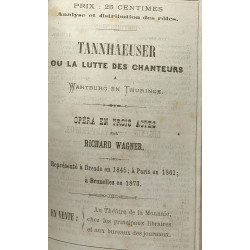 PRIX : 25 CENTIMES
Analyse et distribution des rôles.
TANNHAEUSER
OU LA LUTTE DES CHANTEURS
A
WARTBURG EN THURINGE.
OPÉRA EN TROIS ACTES
PAR
RICHARD WAGNER.
Représenté à Dresde en 1845; à Paris en 1861;
à Bruxelles en 1873.
EN VENTE :
Au Théâtre de la Monnaie,
chez les principaux libraires
et aux bureaux des journaux.